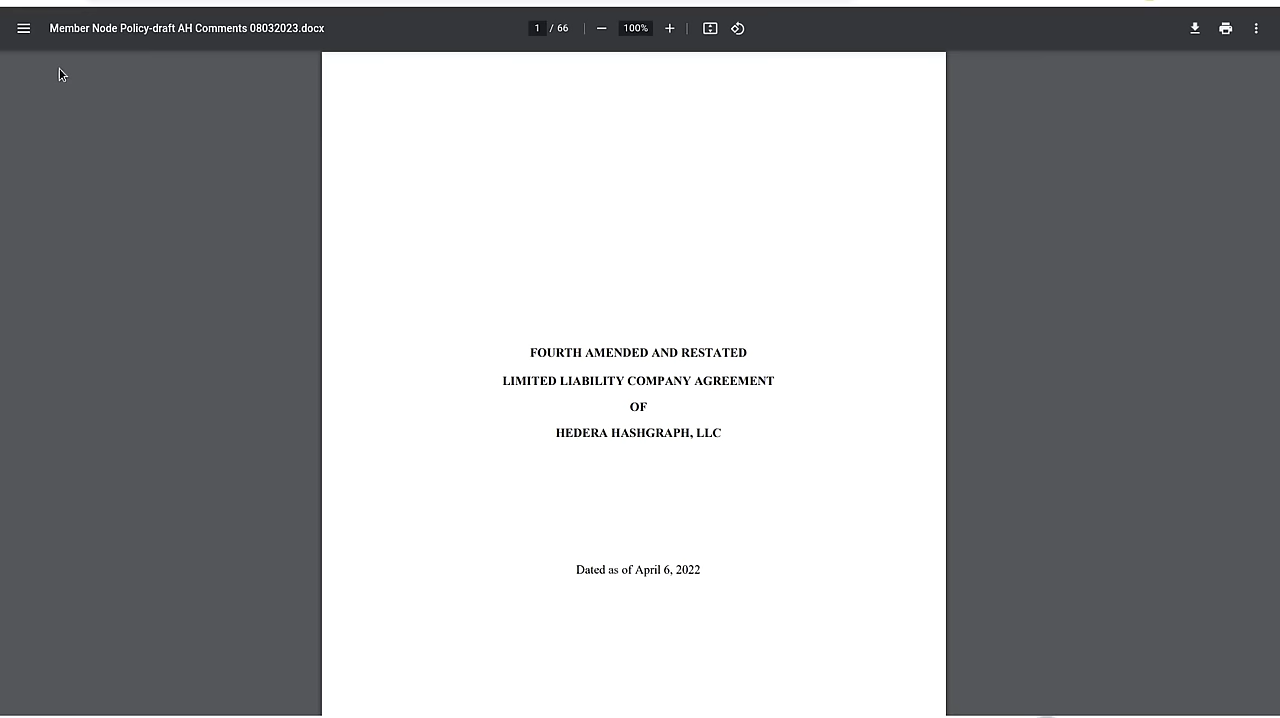 Member Node Policy-draft AH Comments 08032023.docx
1 / 66
100%
FOURTH AMENDED AND RESTATED
LIMITED LIABILITY COMPANY AGREEMENT
OF
HEDERA HASHGRAPH, LLC
Dated as of April 6, 2022